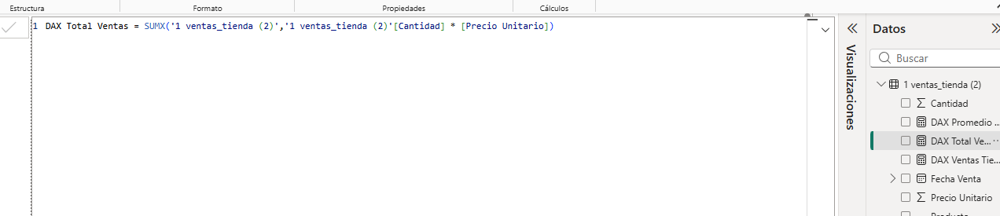 Estructura Formato Propiedades Cálculos
1 DAX Total Ventas = SUMX('1 ventas_tienda (2)','1 ventas_tienda (2)'[Cantidad] * [Precio Unitario])
Visualizaciones
Datos
Buscar
1 ventas_tienda (2)
Cantidad
DAX Promedio ...
DAX Total Ve...
DAX Ventas Tie...
Fecha Venta
Precio Unitario
Producto